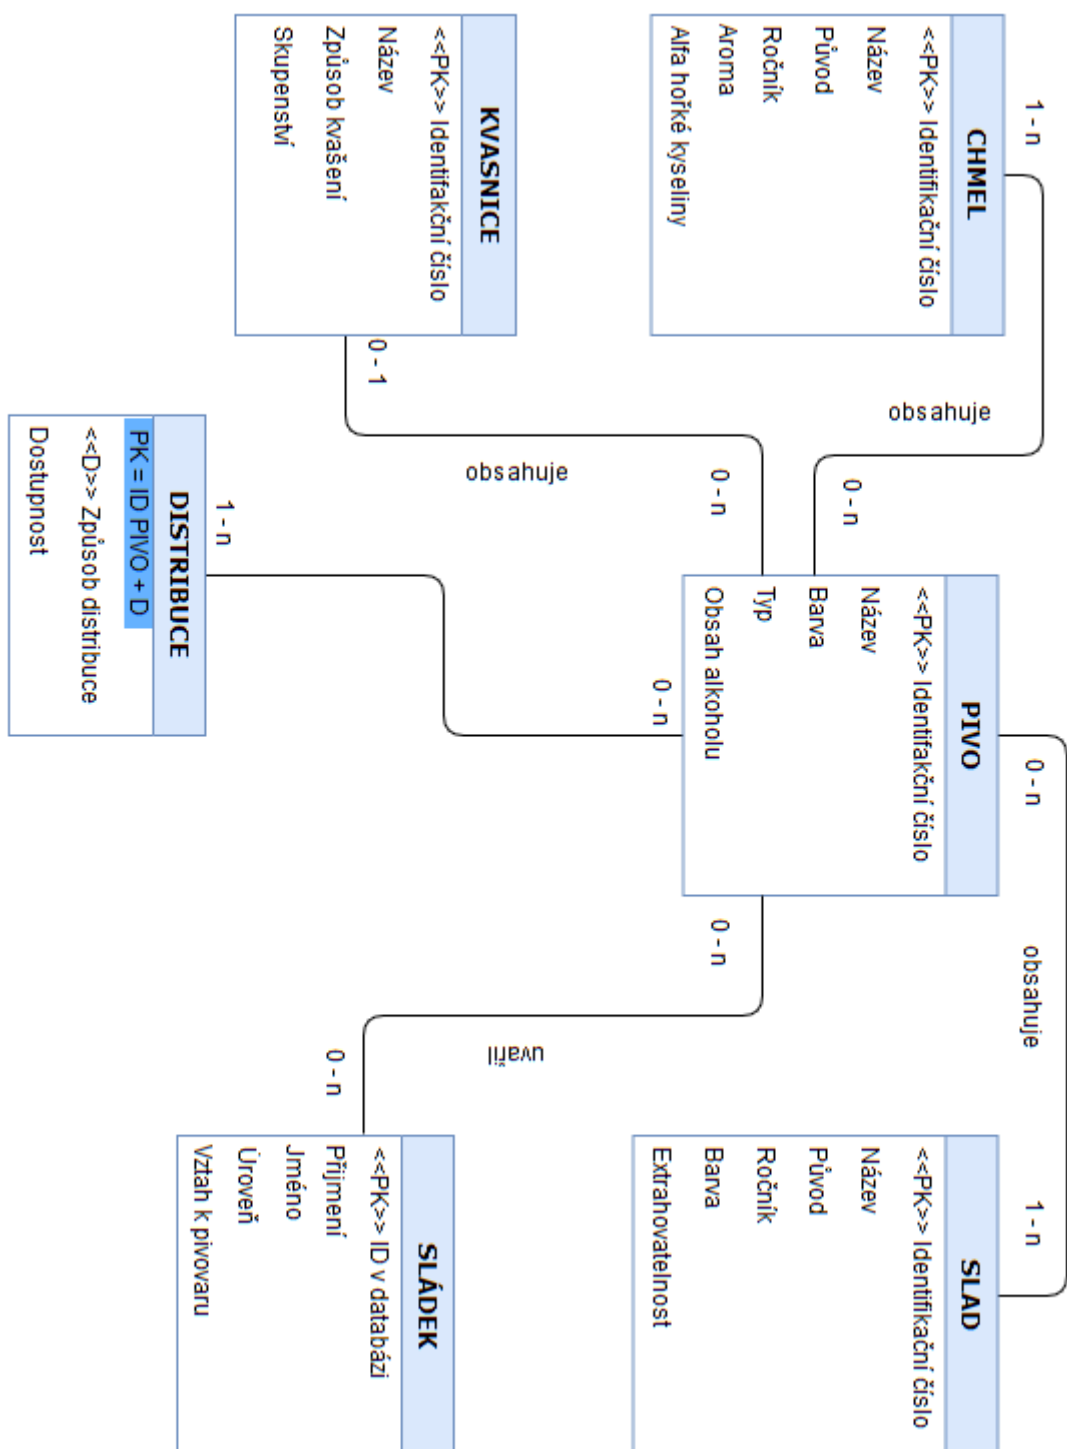 CHMEL
<<PK>> Identifikační číslo
Název
Původ
Ročník
Aroma
Alfa hořké kyseliny
1 - n
obsahuje
0 - n
PIVO
<<PK>> Identifakční číslo
Název
Barva
Typ
Obsah alkoholu
0 - n
obsahuje
1 - n
SLAD
<<PK>> Identifikační číslo
Název
Původ
Ročník
Barva
Extrahovatelnost
KVASNICE
<<PK>> Identifakční číslo
Název
Způsob kvašení
Skupenství
0 - 1
obsahuje
0 - n
DISTRIBUCE
PK = ID PIVO + D
<<D>> Způsob distribuce
Dostupnost
1 - n
0 - n
0 - n
uvařil
0 - n
SLÁDEK
<<PK>> ID v databázi
Přijmení
Jméno
Úroveň
Vztah k pivovaru